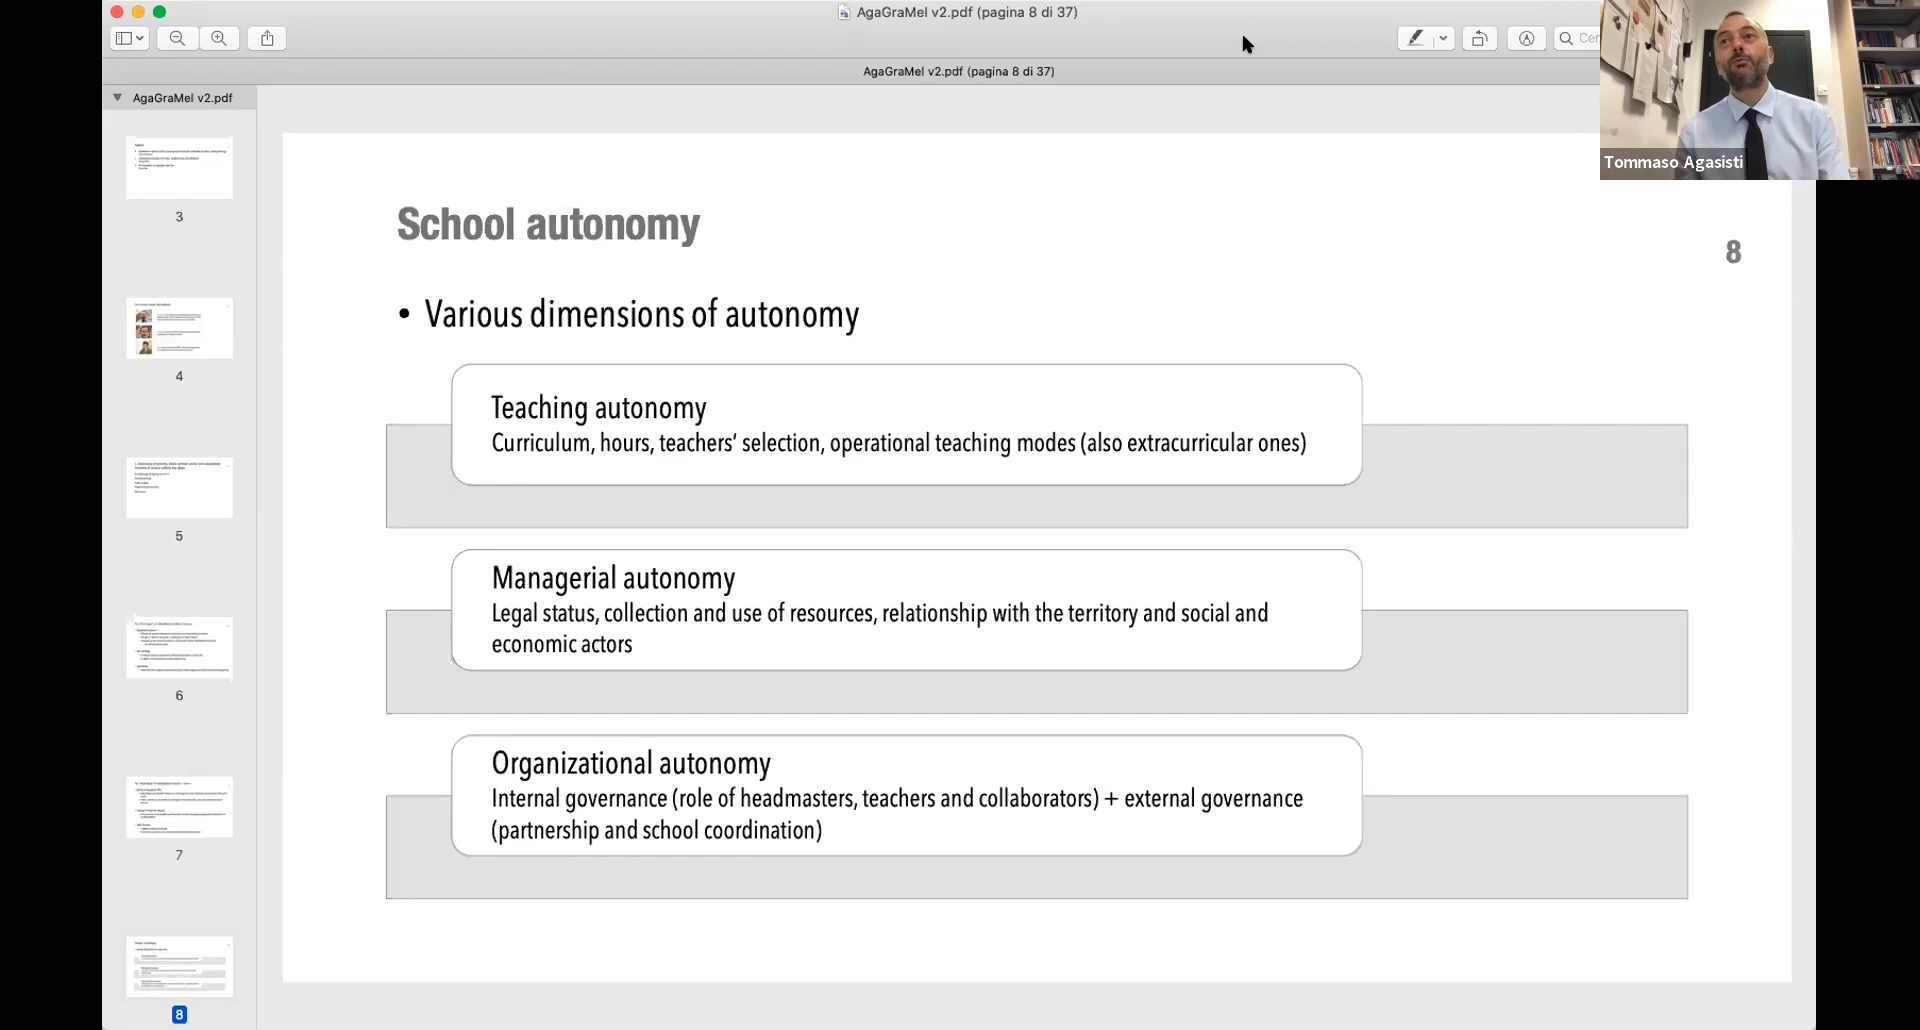 AgaGraMel v2.pdf (pagina 8 di 37)
Cer
AgaGraMel v2.pdf (pagina 8 di 37)
AgaGraMel v2.pdf
3
4
5
6
7
8
Tommaso Agasisti
School autonomy
8
• Various dimensions of autonomy
Teaching autonomy
Curriculum, hours, teachers‘ selection, operational teaching modes (also extracurricular ones)
Managerial autonomy
Legal status, collection and use of resources, relationship with the territory and social and
economic actors
Organizational autonomy
Internal governance (role of headmasters, teachers and collaborators) + external governance
(partnership and school coordination)